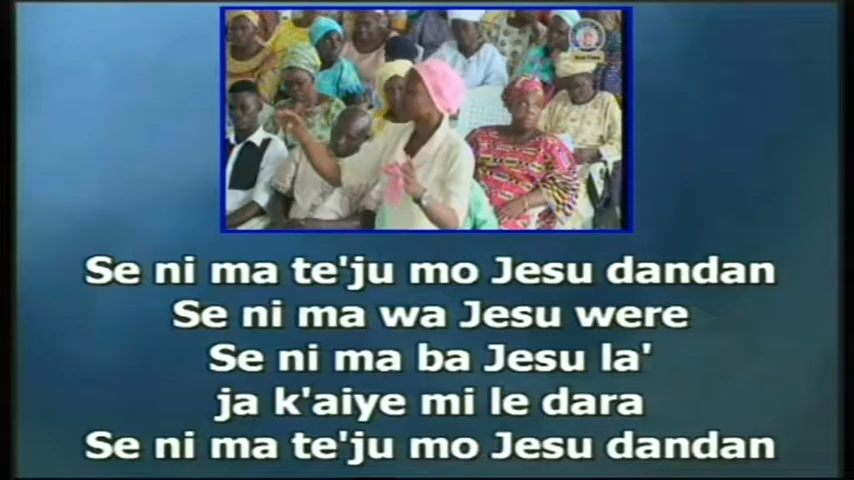 Se ni ma te'ju mo Jesu dandan
Se ni ma wa Jesu were
Se ni ma ba Jesu la'
ja k'aiye mi le dara
Se ni ma te'ju mo Jesu dandan